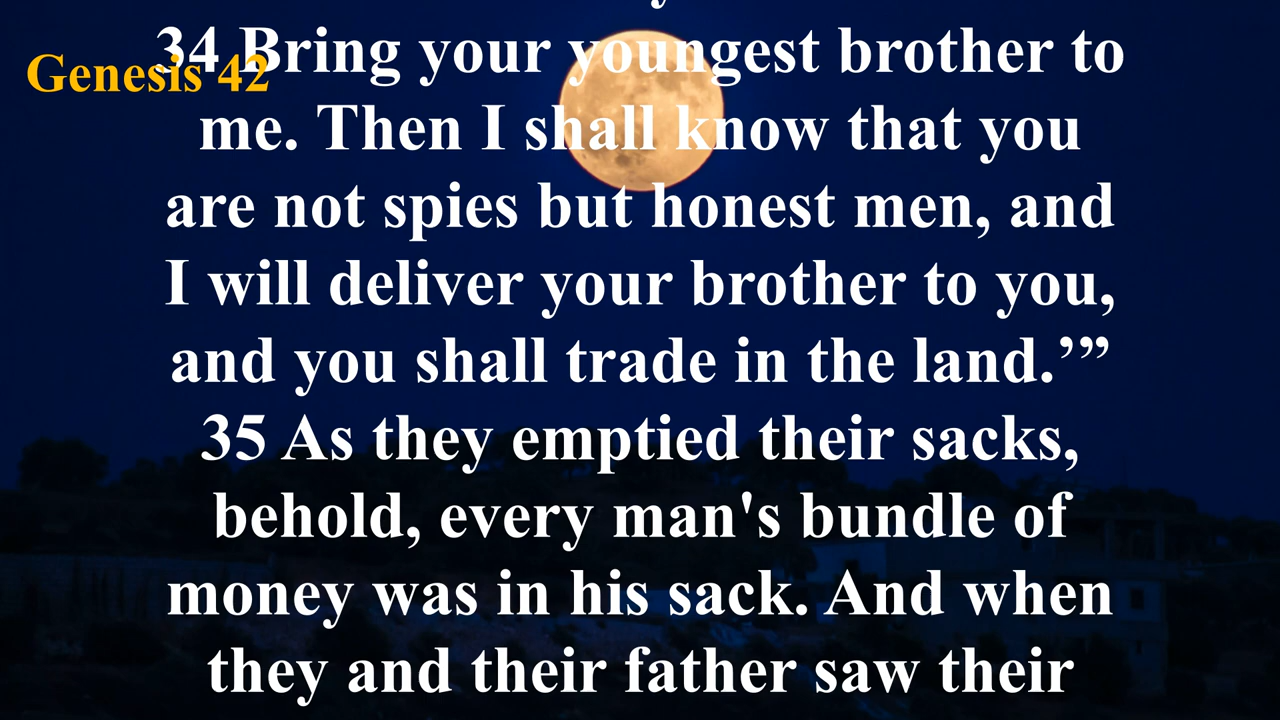 Genesis 42
34 Bring your youngest brother to
me. Then I shall know that you
are not spies but honest men, and
I will deliver your brother to you,
and you shall trade in the land.’”
35 As they emptied their sacks,
behold, every man's bundle of
money was in his sack. And when
they and their father saw their